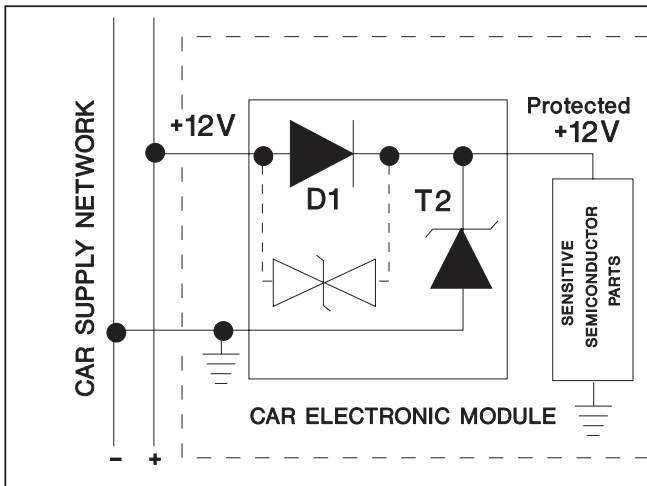 CAR SUPPLY NETWORK
+12V
D1
T2
Protected
+12V
SENSITIVE
SEMICONDUCTOR
PARTS
CAR ELECTRONIC MODULE
- +